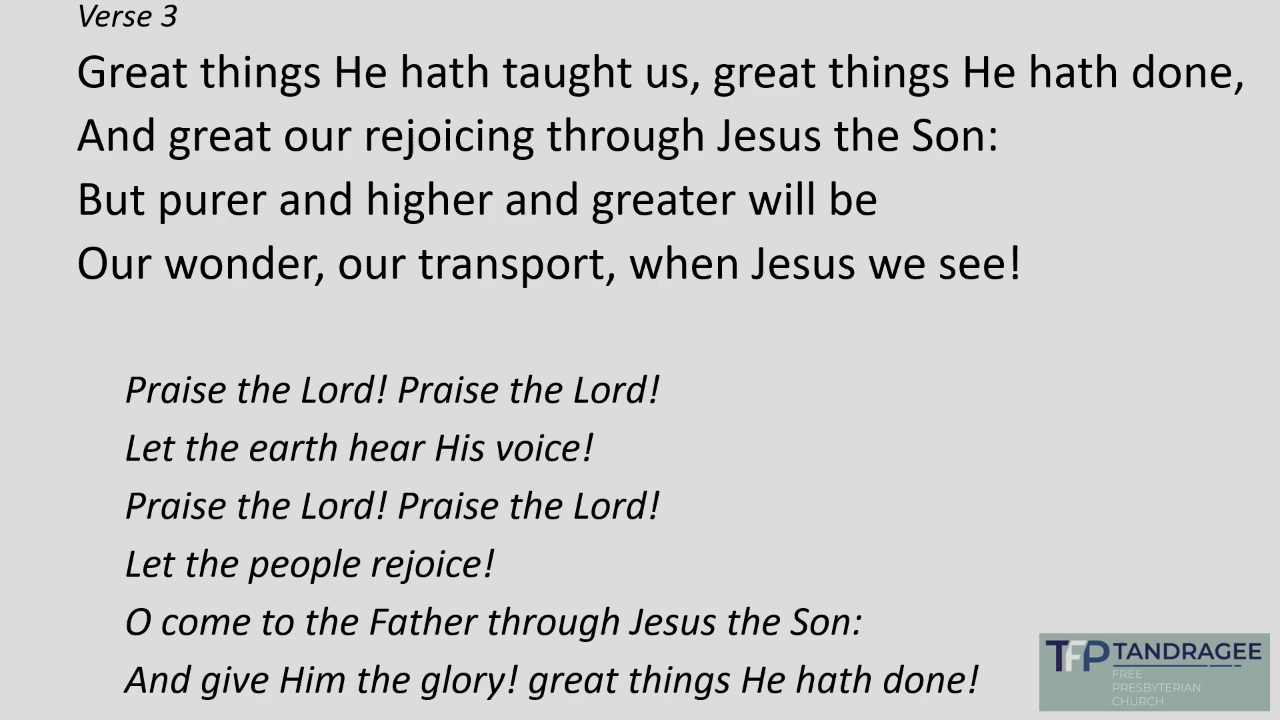 Verse 3
Great things He hath taught us, great things He hath done,
And great our rejoicing through Jesus the Son:
But purer and higher and greater will be
Our wonder, our transport, when Jesus we see!
Praise the Lord! Praise the Lord!
Let the earth hear His voice!
Praise the Lord! Praise the Lord!
Let the people rejoice!
O come to the Father through Jesus the Son:
And give Him the glory! great things He hath done!
TFP TANDRAGEE
FREE
PRESBYTERIAN
CHURCH